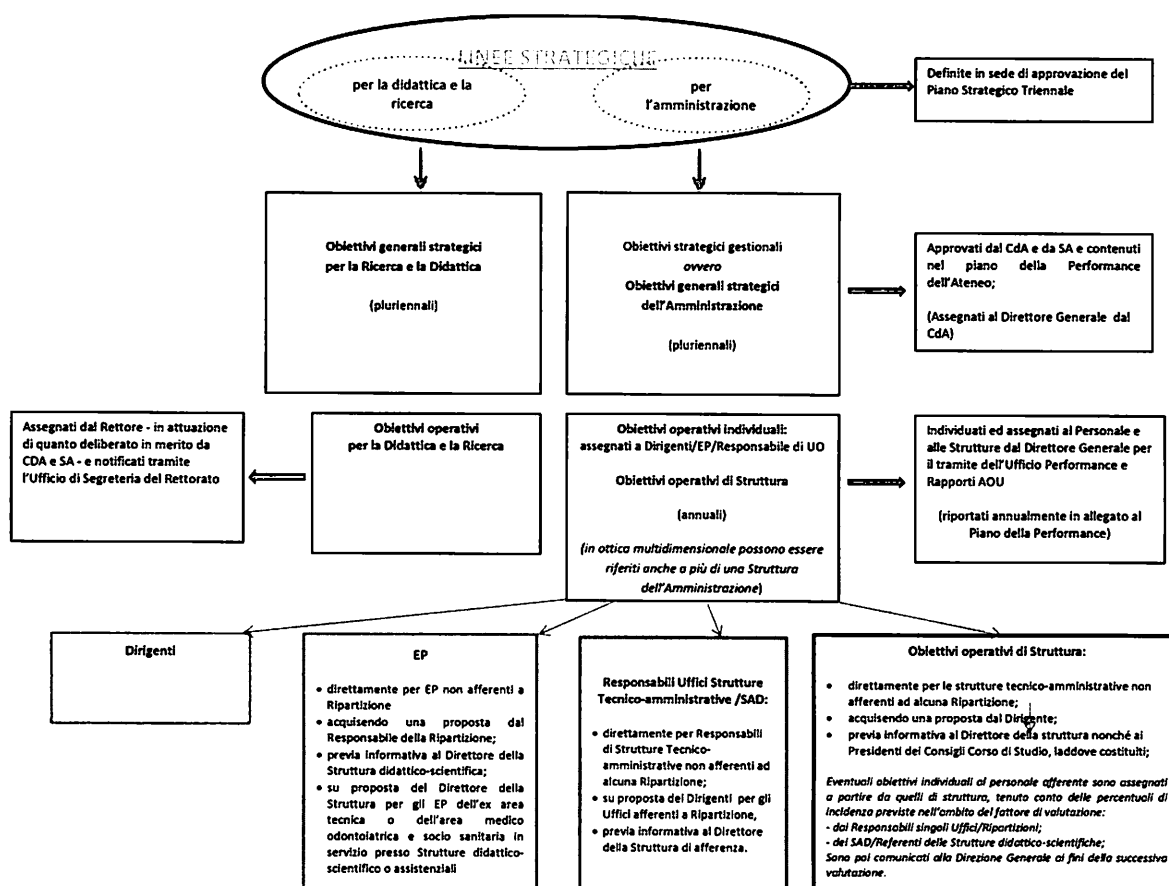 LINEE STRATEGICHE
per la didattica e la
ricerca
per
l'amministrazione
Definite in sede di approvazione del
Piano Strategico Triennale
Obiettivi generali strategici
per la Ricerca e la Didattica
(pluriennali)
Obiettivi strategici gestionali
ovvero
Obiettivi generali strategici
dell'Amministrazione
(pluriennali)
Approvati dal CdA e da SA e contenuti
nel piano della Performance
dell'Ateneo;
(Assegnati al Direttore Generale dal
CdA)
Assegnati dal Rettore - in attuazione
di quanto deliberato in merito da
CDA e SA - e notificati tramite
l'Ufficio di Segreteria del Rettorato
Obiettivi operativi
per la Didattica e la Ricerca
Obiettivi operativi individuali:
assegnati a Dirigenti/EP/Responsabile di UO
Obiettivi operativi di Struttura
(annuali)
(in ottica multidimensionale possono essere
riferiti anche a più di una Struttura
dell'Amministrazione)
Individuati ed assegnati al Personale e
alle Strutture dal Direttore Generale per
il tramite dell'Ufficio Performance e
Rapporti AOU
(riportati annualmente in allegato al
Piano della Performance)
Dirigenti
EP
• direttamente per EP non afferenti a
Ripartizione
• acquisendo una proposta dal
Responsabile della Ripartizione;
• previa informativa al Direttore della
Struttura didattico-scientifica;
• su proposta del Direttore della
Struttura per gli EP dell'ex area
tecnica o dell'area medico
odontoiatrica e socio sanitaria in
servizio presso Strutture didattico-
scientifico o assistenziali
Responsabili Uffici Strutture
Tecnico-amministrative /SAD:
• direttamente per Responsabili
di Strutture Tecnico-
amministrative non afferenti ad
alcuna Ripartizione;
• su proposta dei Dirigenti per gli
Uffici afferenti a Ripartizione,
• previa informativa al Direttore
della Struttura di afferenza.
Obiettivi operativi di Struttura:
• direttamente per le strutture tecnico-amministrative non
afferenti ad alcuna Ripartizione;
• acquisendo una proposta dal Dirigente;
• previa informativa al Direttore della struttura nonché ai
Presidenti dei Consigli Corso di Studio, laddove costituiti;
Eventuali obiettivi individuali al personale afferente sono assegnati
a partire da quelli di struttura, tenuto conto delle percentuali di
incidenza previste nell'ambito del fattore di valutazione:
- dai Responsabili singoli Uffici/Ripartizioni;
- dei SAD/Referenti delle Strutture didattico-scientifiche;
Sono poi comunicati alla Direzione Generale ai fini della successiva
valutazione.